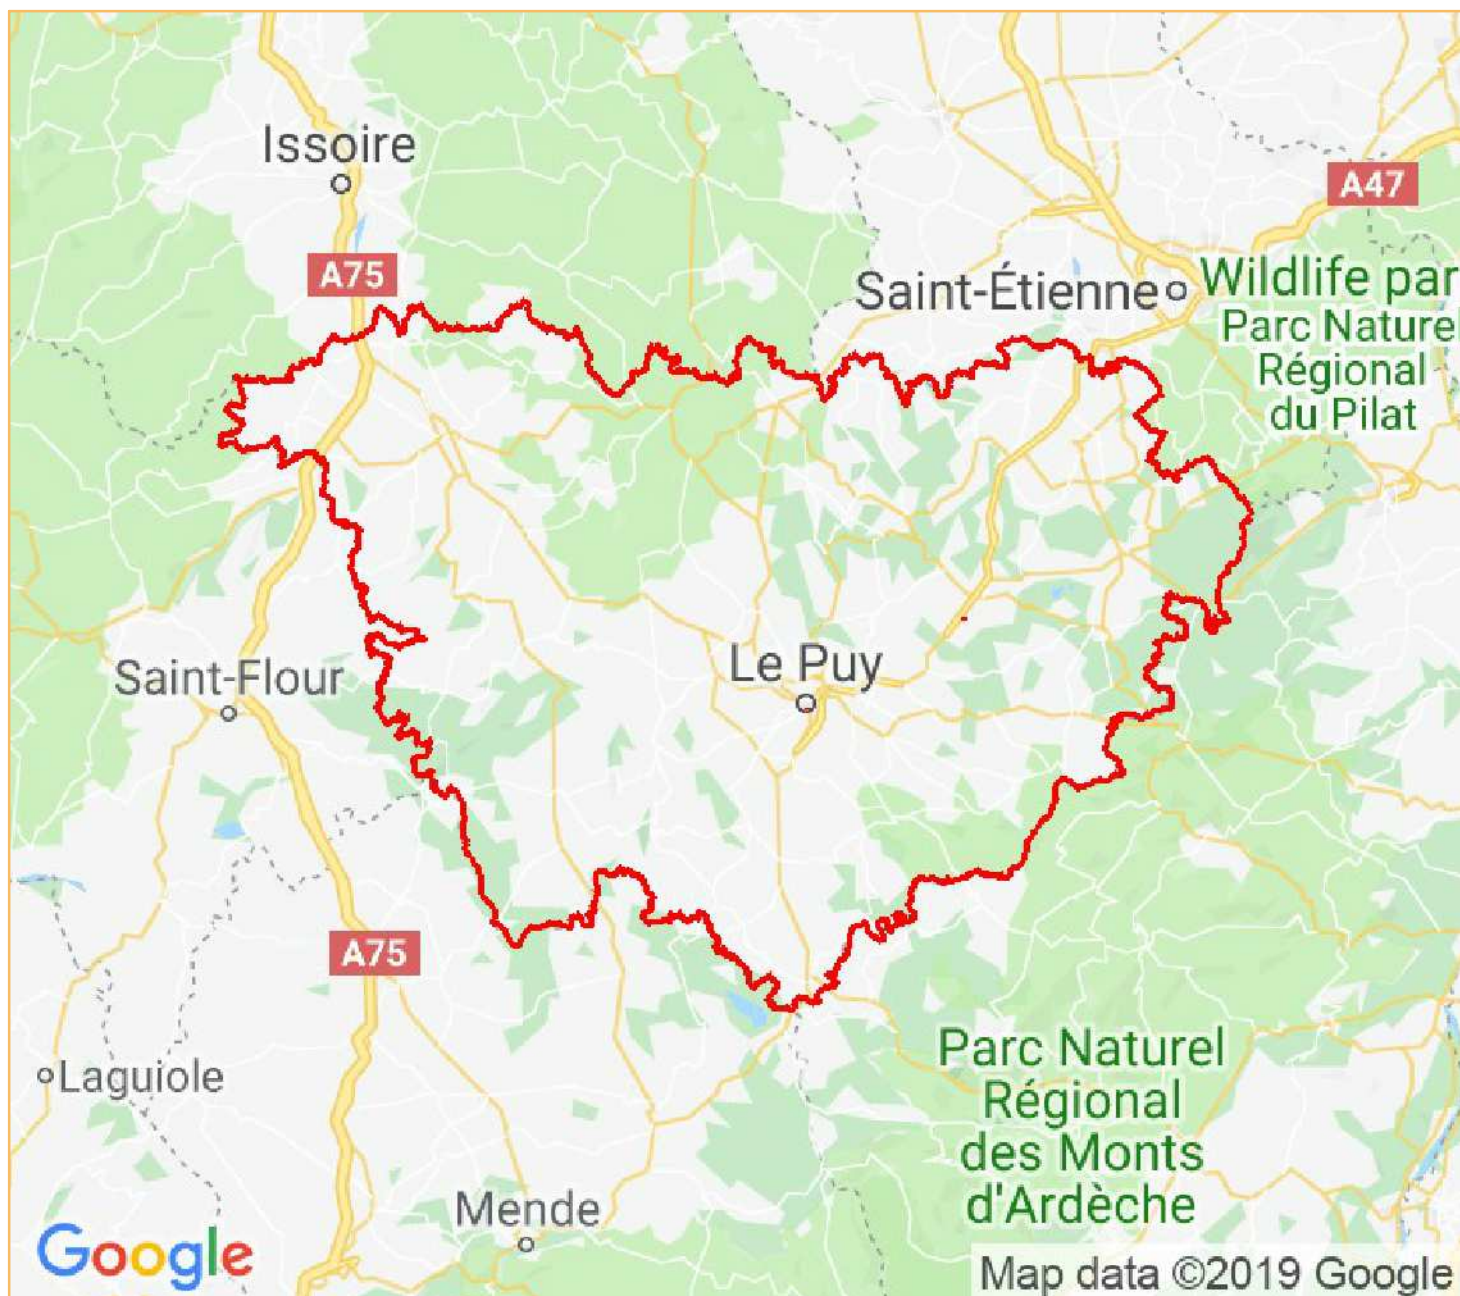 Issoire
A47
A75
Saint-Étienne
Wildlife par
Parc Naturel
Régional
du Pilat
Le Puy
Saint-Flour
A75
Laguiole
Parc Naturel
Régional
des Monts
d'Ardèche
Mende
Google
Map data ©2019 Google